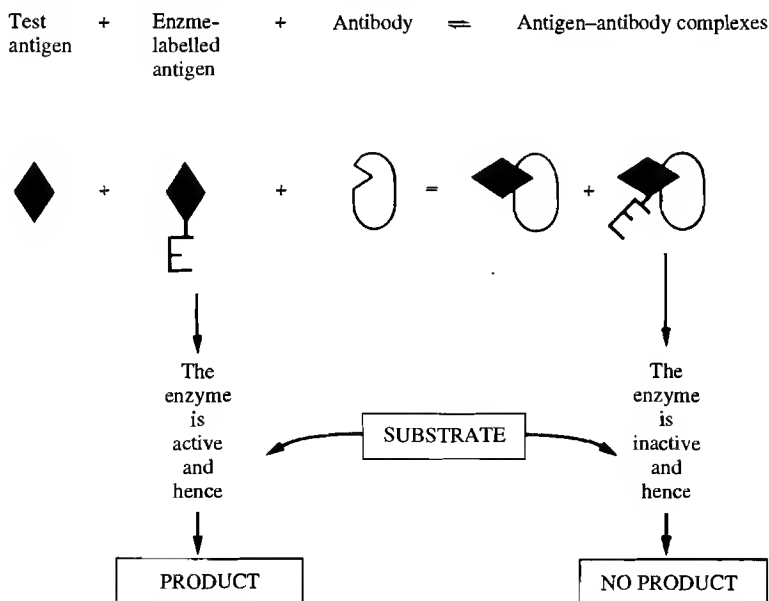 Test + Enzme- + Antibody ⇌ Antigen–antibody complexes
antigen labelled
antigen
+ + = +
E E
The The
enzyme enzyme
is is
active SUBSTRATE inactive
and and
hence hence
PRODUCT NO PRODUCT